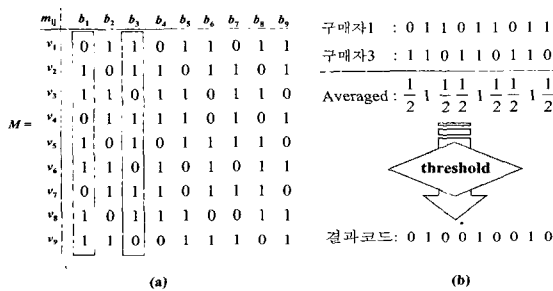 m_ij b₁ b₂ b₃ b₄ b₅ b₆ b₇ b₈ b₉
v₁ 0 1 1 0 1 1 0 1 1
v₂ 1 0 1 1 0 1 1 0 1
v₃ 1 1 0 1 1 0 1 1 0
v₄ 0 1 1 1 1 0 1 0 1
M =
v₅ 1 0 1 0 1 1 1 1 0
v₆ 1 1 0 1 0 1 0 1 1
v₇ 0 1 1 1 0 1 1 1 0
v₈ 1 0 1 1 1 0 0 1 1
v₉ 1 1 0 0 1 1 1 0 1
(a)
구매자1 : 0 1 1 0 1 1 0 1 1
구매자3 : 1 1 0 1 1 0 1 1 0
Averaged : 1/2 1 1/2 1/2 1 1/2 1/2 1 1/2
threshold
결과코드: 0 1 0 0 1 0 0 1 0
(b)